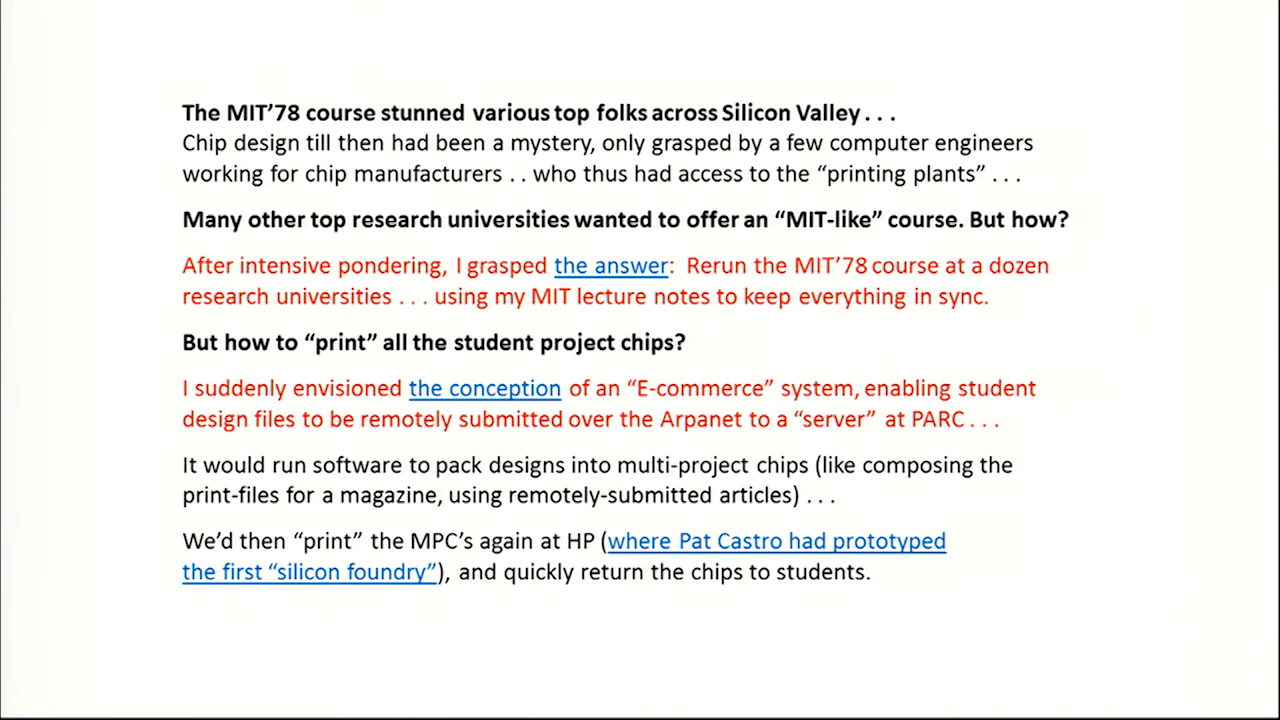 The MIT’78 course stunned various top folks across Silicon Valley . . .
Chip design till then had been a mystery, only grasped by a few computer engineers
working for chip manufacturers . . who thus had access to the “printing plants” . . .
Many other top research universities wanted to offer an “MIT-like” course. But how?
After intensive pondering, I grasped the answer:  Rerun the MIT’78 course at a dozen
research universities . . . using my MIT lecture notes to keep everything in sync.
But how to “print” all the student project chips?
I suddenly envisioned the conception of an “E-commerce” system, enabling student
design files to be remotely submitted over the Arpanet to a “server” at PARC . . .
It would run software to pack designs into multi-project chips (like composing the
print-files for a magazine, using remotely-submitted articles) . . .
We’d then “print” the MPC’s again at HP (where Pat Castro had prototyped
the first “silicon foundry”), and quickly return the chips to students.